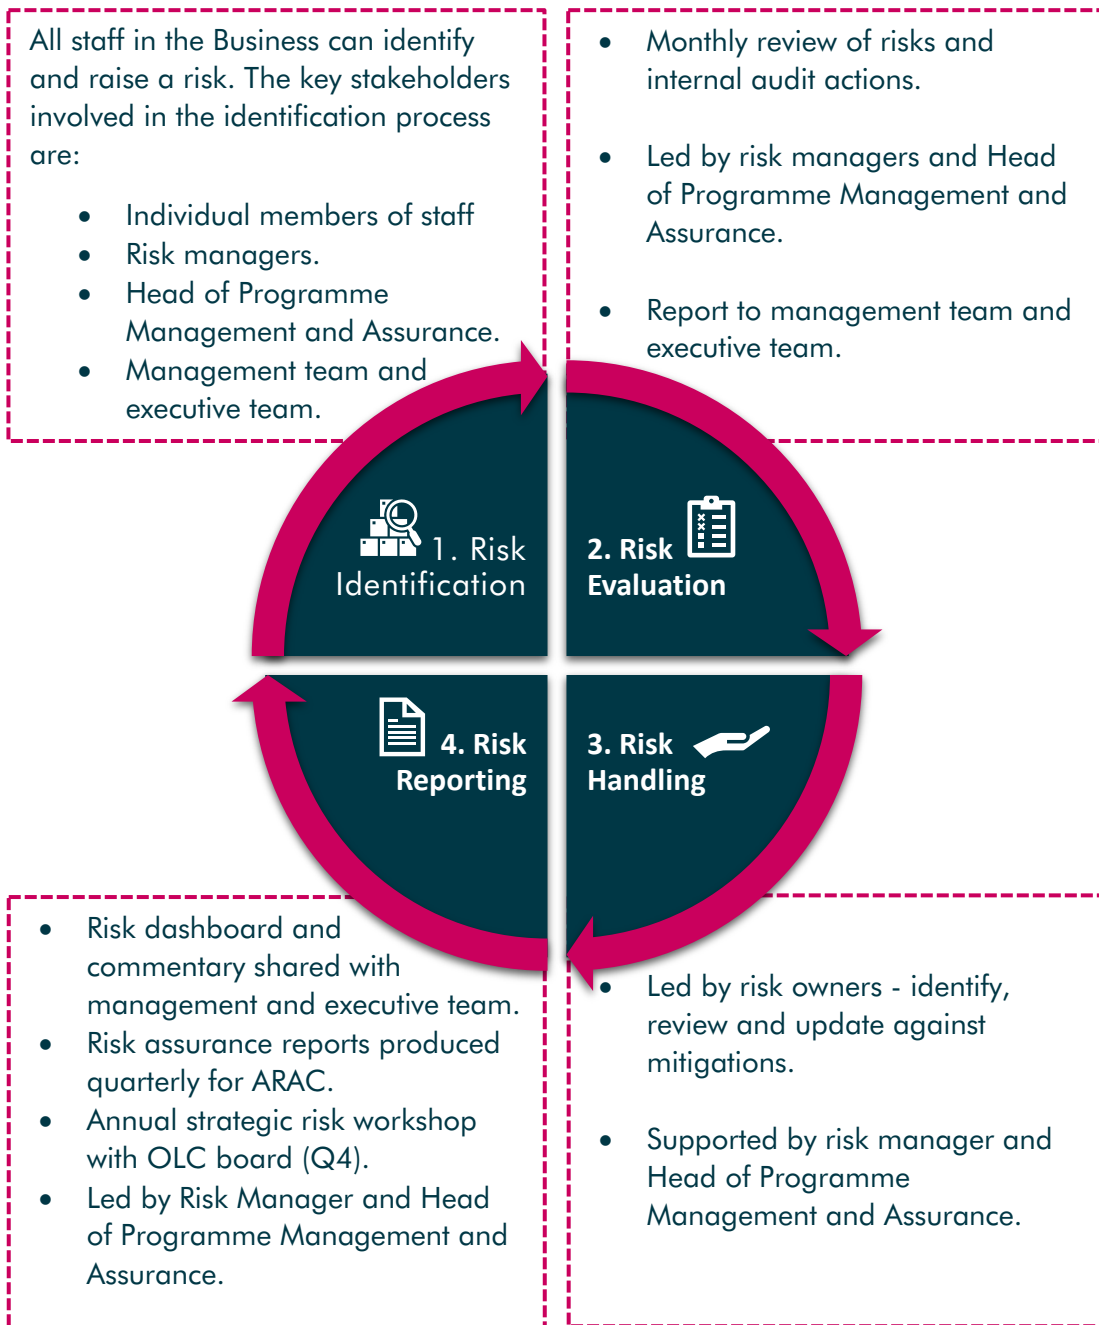 All staff in the Business can identify
and raise a risk. The key stakeholders
involved in the identification process
are:
• Individual members of staff
• Risk managers.
• Head of Programme
Management and Assurance.
• Management team and
executive team.
• Monthly review of risks and
internal audit actions.
• Led by risk managers and Head
of Programme Management and
Assurance.
• Report to management team and
executive team.
1. Risk
Identification
2. Risk
Evaluation
4. Risk
Reporting
3. Risk
Handling
• Risk dashboard and
commentary shared with
management and executive team.
• Risk assurance reports produced
quarterly for ARAC.
• Annual strategic risk workshop
with OLC board (Q4).
• Led by Risk Manager and Head
of Programme Management and
Assurance.
• Led by risk owners - identify,
review and update against
mitigations.
• Supported by risk manager and
Head of Programme
Management and Assurance.